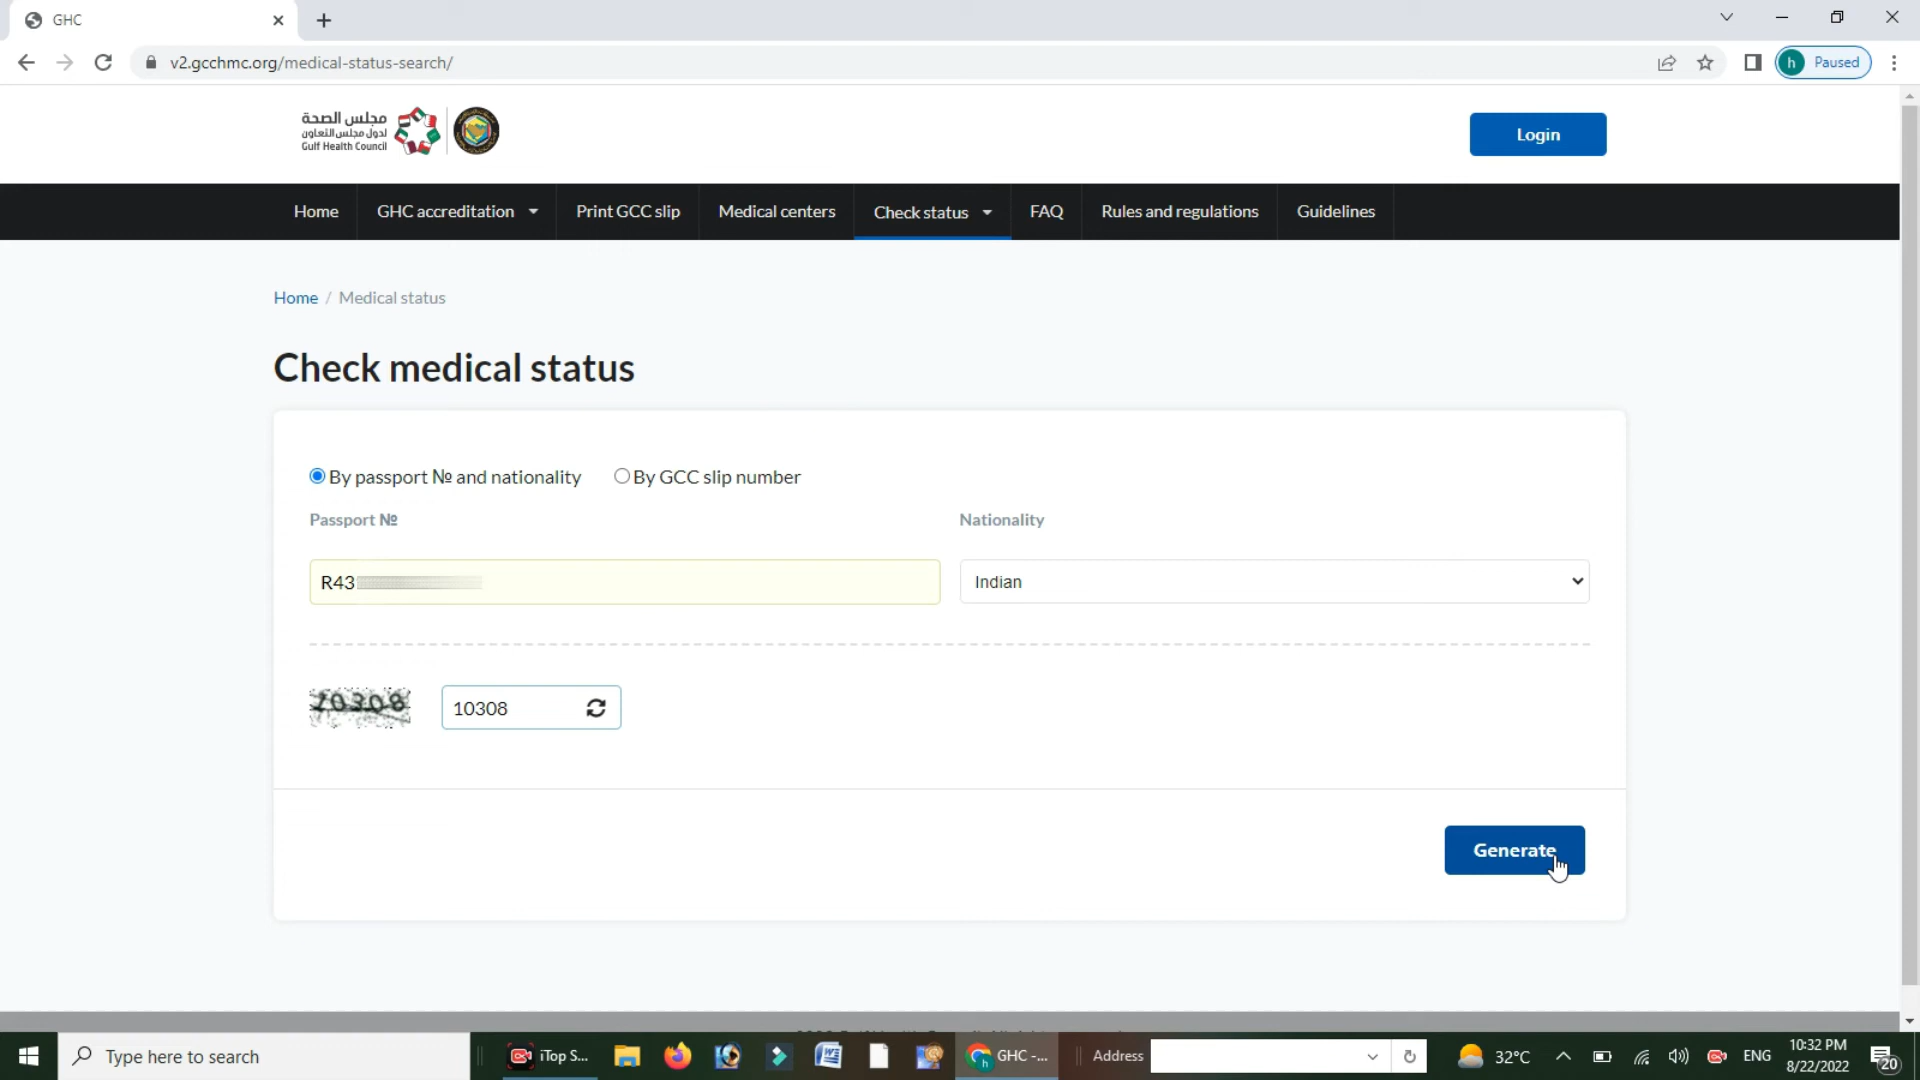 GHC
v2.gcchmc.org/medical-status-search/
h Paused
مجلس الصحة
لدول مجلس التعاون
Gulf Health Council
Login
Home GHC accreditation Print GCC slip Medical centers Check status FAQ Rules and regulations Guidelines
Home / Medical status
Check medical status
By passport № and nationality By GCC slip number
Passport № Nationality
R43 Indian
10308 10308
Generate
Type here to search iTop S... GHC -... Address 32°C ENG 10:32 PM
8/22/2022 20